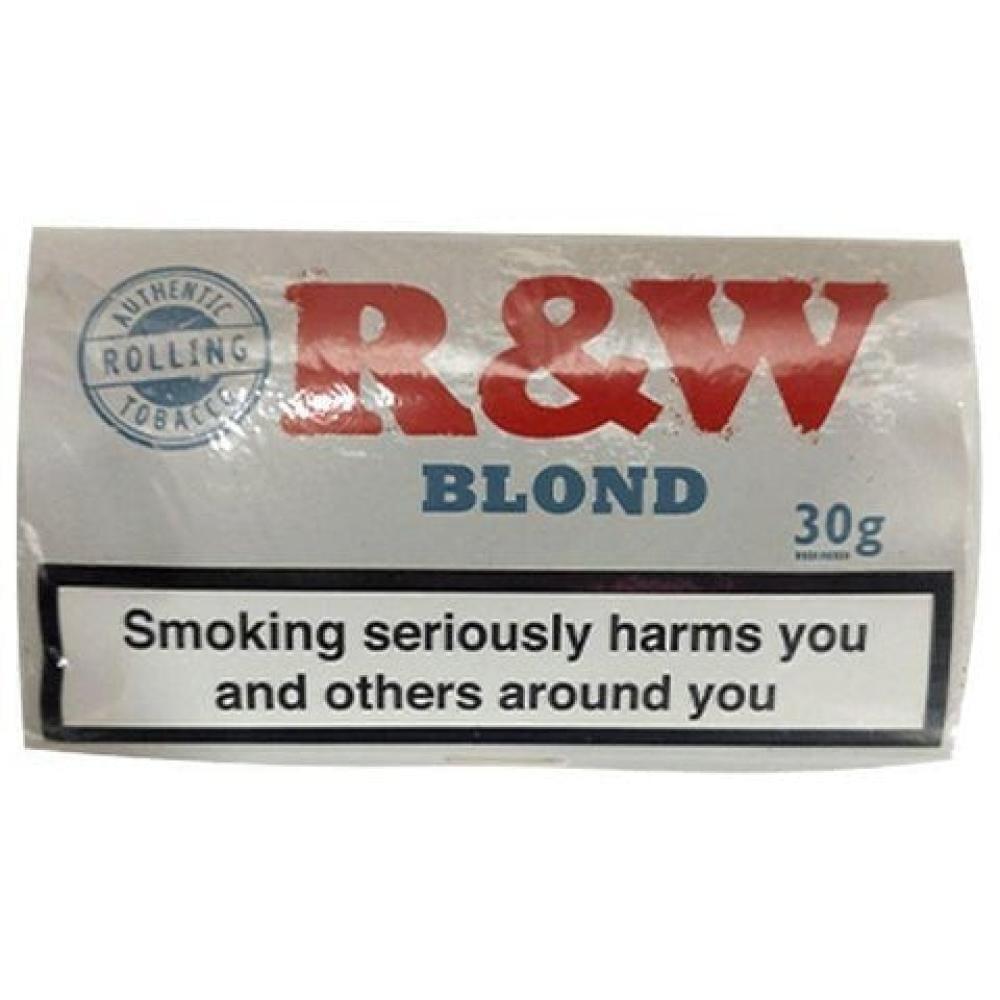 AUTHENTIC
ROLLING
TOBACCO
R&W
BLOND
30g
Smoking seriously harms you
and others around you